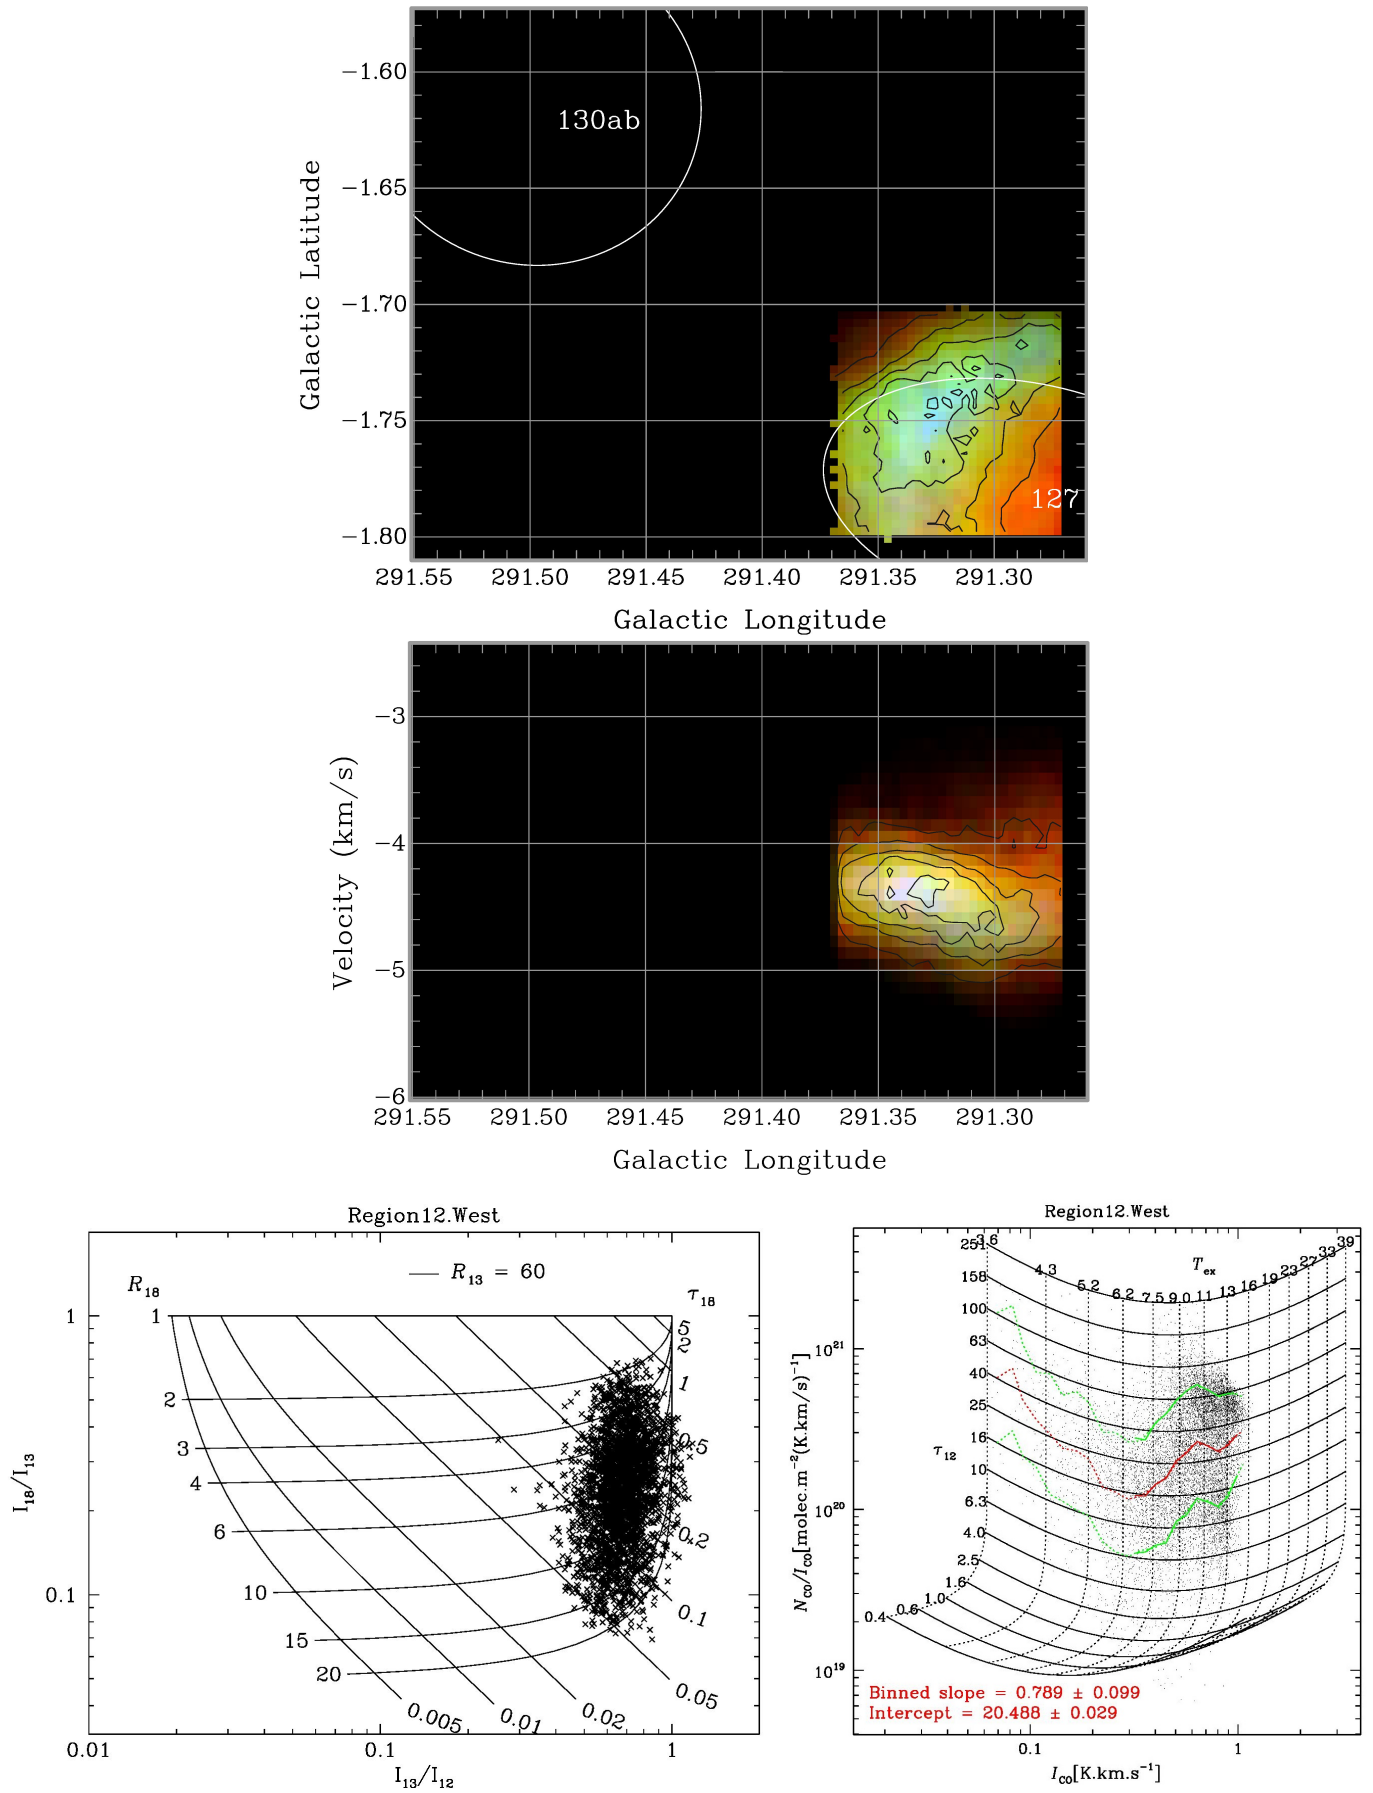 −1.60
130ab
−1.65
Galactic Latitude
−1.70
−1.75
127
−1.80
291.55 291.50 291.45 291.40 291.35 291.30
Galactic Longitude
−3
Velocity (km/s)
−4
−5
−6
291.55 291.50 291.45 291.40 291.35 291.30
Galactic Longitude
Region12.West
R13 = 60
R18
τ18
1
1
5
2
1
2
3
0.5
4
I18/I13
6
0.2
0.1
10
0.1
15
20
0.05
0.005 0.01 0.02
0.01 0.1 1
I13/I12
Region12.West
251 3.6
39
33
27
Tex
4.3
158
5.2
6.2 7.5 9.0 11 13 16 19 23
100
63
10^21
40
25
16
τ12
10
NCO/ICO[molec.m−2(K.km/s)−1]
6.3
10^20
4.0
2.5
1.6
1.0
0.6
0.4
10^19
Binned slope = 0.789 ± 0.099
Intercept = 20.488 ± 0.029
0.1 1
ICO[K.km.s−1]